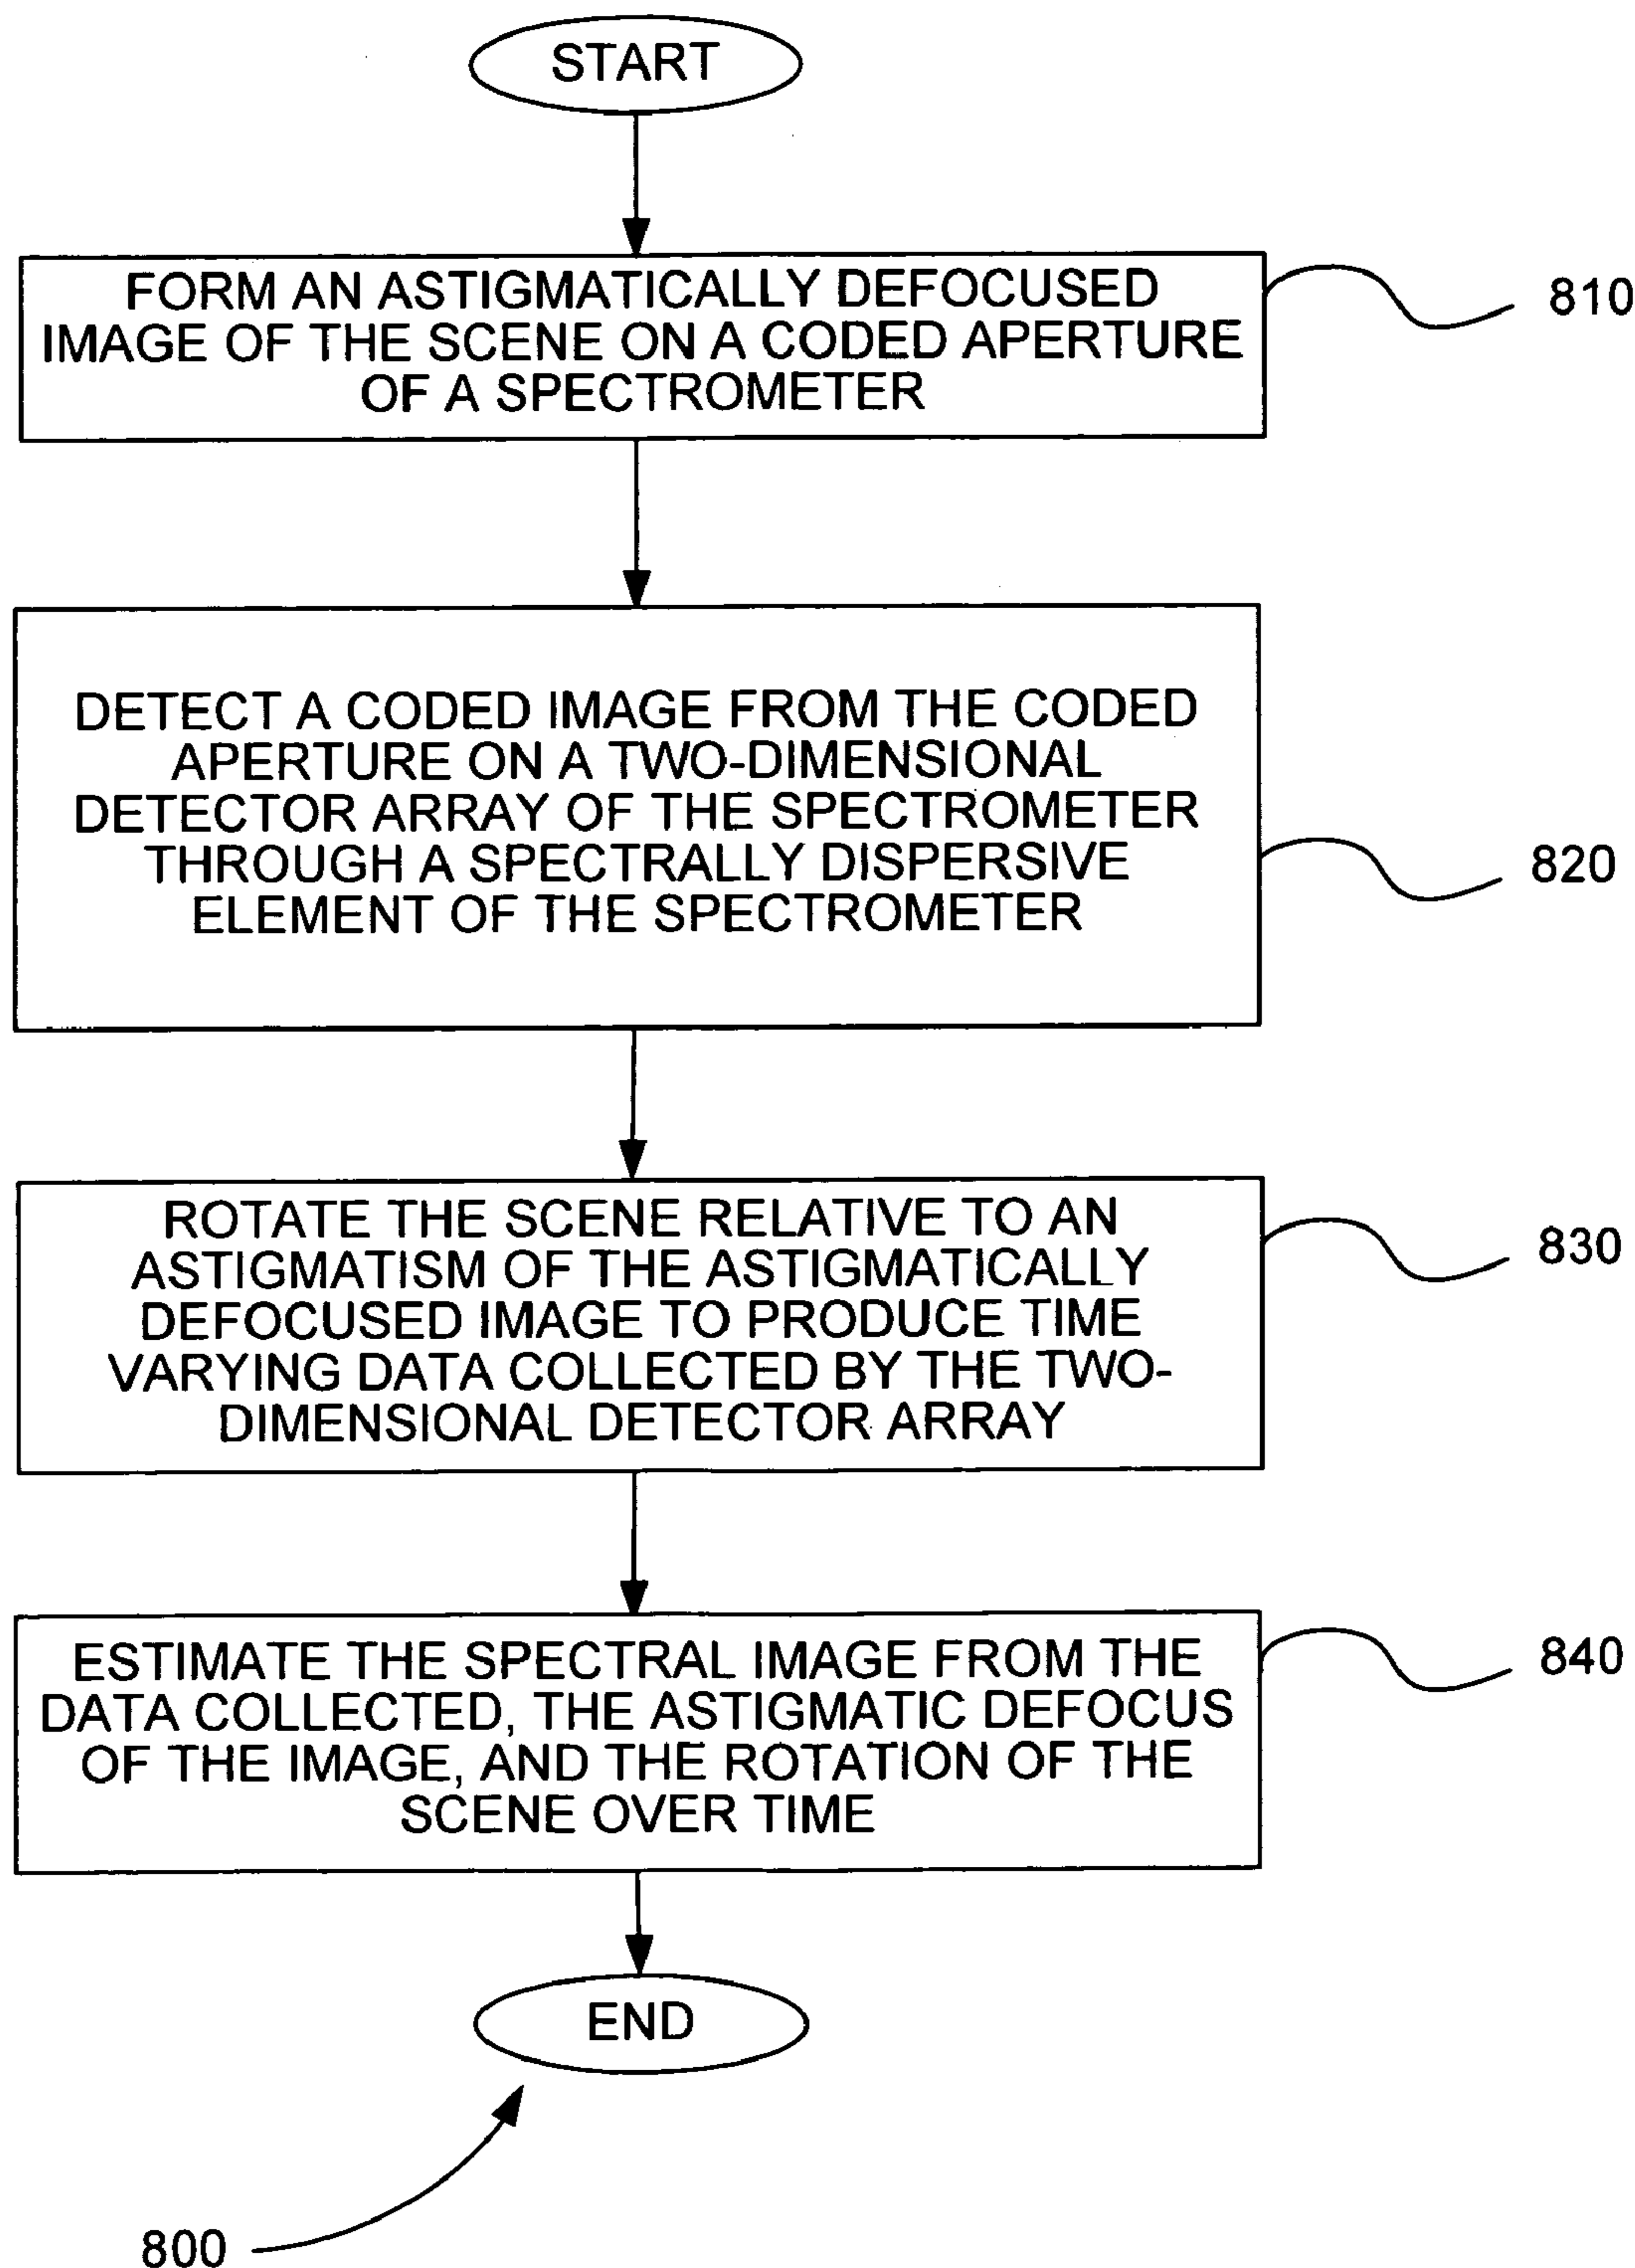 START
FORM AN ASTIGMATICALLY DEFOCUSED
IMAGE OF THE SCENE ON A CODED APERTURE
OF A SPECTROMETER
810
DETECT A CODED IMAGE FROM THE CODED
APERTURE ON A TWO-DIMENSIONAL
DETECTOR ARRAY OF THE SPECTROMETER
THROUGH A SPECTRALLY DISPERSIVE
ELEMENT OF THE SPECTROMETER
820
ROTATE THE SCENE RELATIVE TO AN
ASTIGMATISM OF THE ASTIGMATICALLY
DEFOCUSED IMAGE TO PRODUCE TIME
VARYING DATA COLLECTED BY THE TWO-
DIMENSIONAL DETECTOR ARRAY
830
ESTIMATE THE SPECTRAL IMAGE FROM THE
DATA COLLECTED, THE ASTIGMATIC DEFOCUS
OF THE IMAGE, AND THE ROTATION OF THE
SCENE OVER TIME
840
END
800